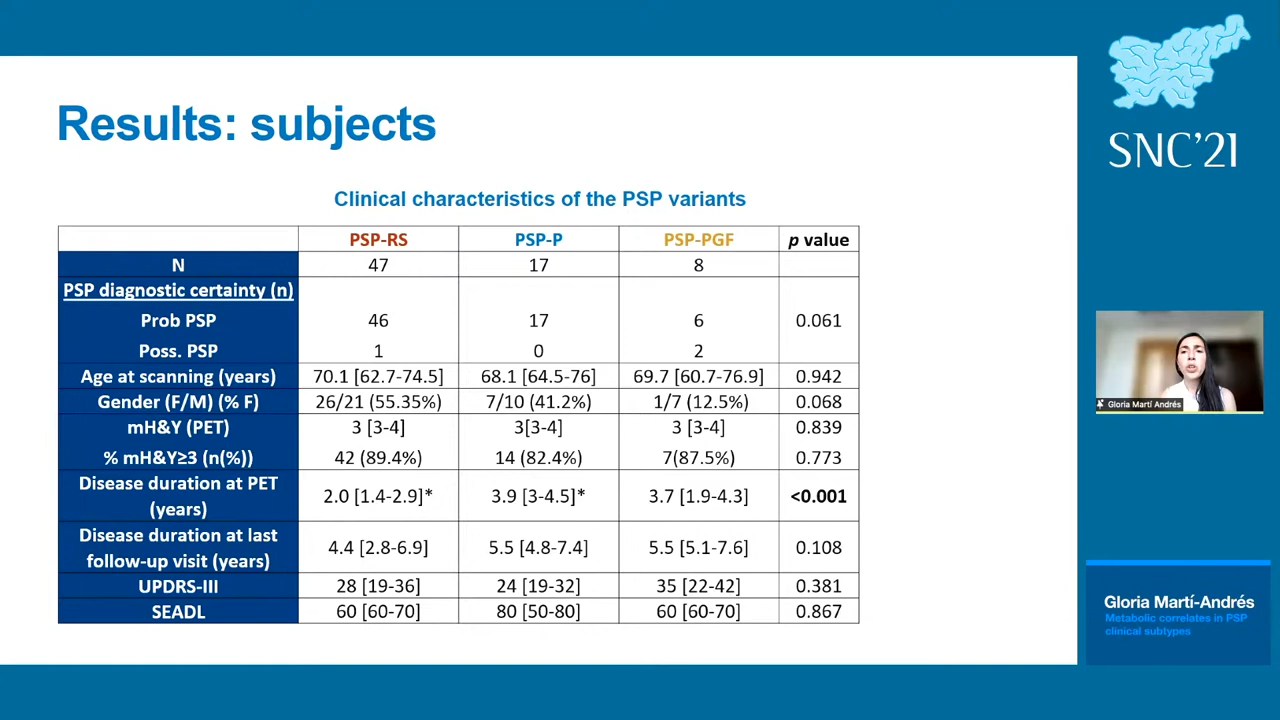 Results: subjects
SNC'21
Clinical characteristics of the PSP variants
PSP-RS PSP-P PSP-PGF p value
N 47 17 8
PSP diagnostic certainty (n)
Prob PSP 46 17 6 0.061
Poss. PSP 1 0 2
Age at scanning (years) 70.1 [62.7-74.5] 68.1 [64.5-76] 69.7 [60.7-76.9] 0.942
Gender (F/M) (% F) 26/21 (55.35%) 7/10 (41.2%) 1/7 (12.5%) 0.068
mH&Y (PET) 3 [3-4] 3[3-4] 3 [3-4] 0.839
% mH&Y≥3 (n(%)) 42 (89.4%) 14 (82.4%) 7(87.5%) 0.773
Disease duration at PET
(years) 2.0 [1.4-2.9]* 3.9 [3-4.5]* 3.7 [1.9-4.3] <0.001
Disease duration at last
follow-up visit (years) 4.4 [2.8-6.9] 5.5 [4.8-7.4] 5.5 [5.1-7.6] 0.108
UPDRS-III 28 [19-36] 24 [19-32] 35 [22-42] 0.381
SEADL 60 [60-70] 80 [50-80] 60 [60-70] 0.867
Gloria Martí Andrés
Gloria Martí-Andrés
Metabolic correlates in PSP
clinical subtypes